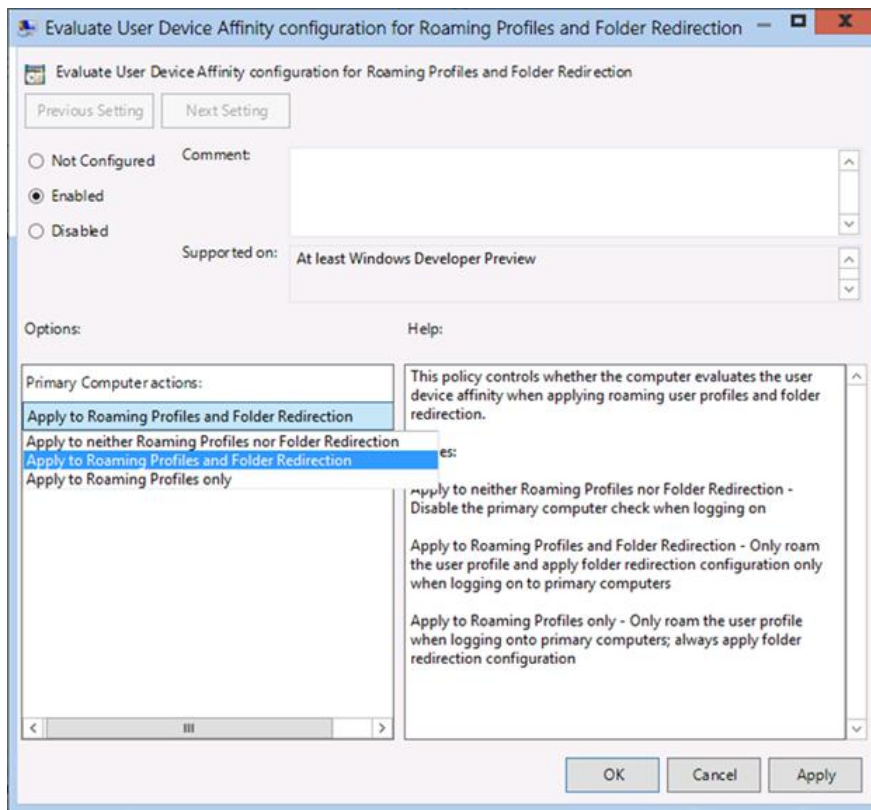 Evaluate User Device Affinity configuration for Roaming Profiles and Folder Redirection
Evaluate User Device Affinity configuration for Roaming Profiles and Folder Redirection
Previous Setting
Next Setting
Not Configured
Comment:
Enabled
Disabled
Supported on:
At least Windows Developer Preview
Options:
Help:
Primary Computer actions:
Apply to Roaming Profiles and Folder Redirection
Apply to neither Roaming Profiles nor Folder Redirection
Apply to Roaming Profiles and Folder Redirection
Apply to Roaming Profiles only
This policy controls whether the computer evaluates the user
device affinity when applying roaming user profiles and folder
redirection.
es:
Apply to neither Roaming Profiles nor Folder Redirection -
Disable the primary computer check when logging on
Apply to Roaming Profiles and Folder Redirection - Only roam
the user profile and apply folder redirection configuration only
when logging on to primary computers
Apply to Roaming Profiles only - Only roam the user profile
when logging onto primary computers; always apply folder
redirection configuration
OK
Cancel
Apply